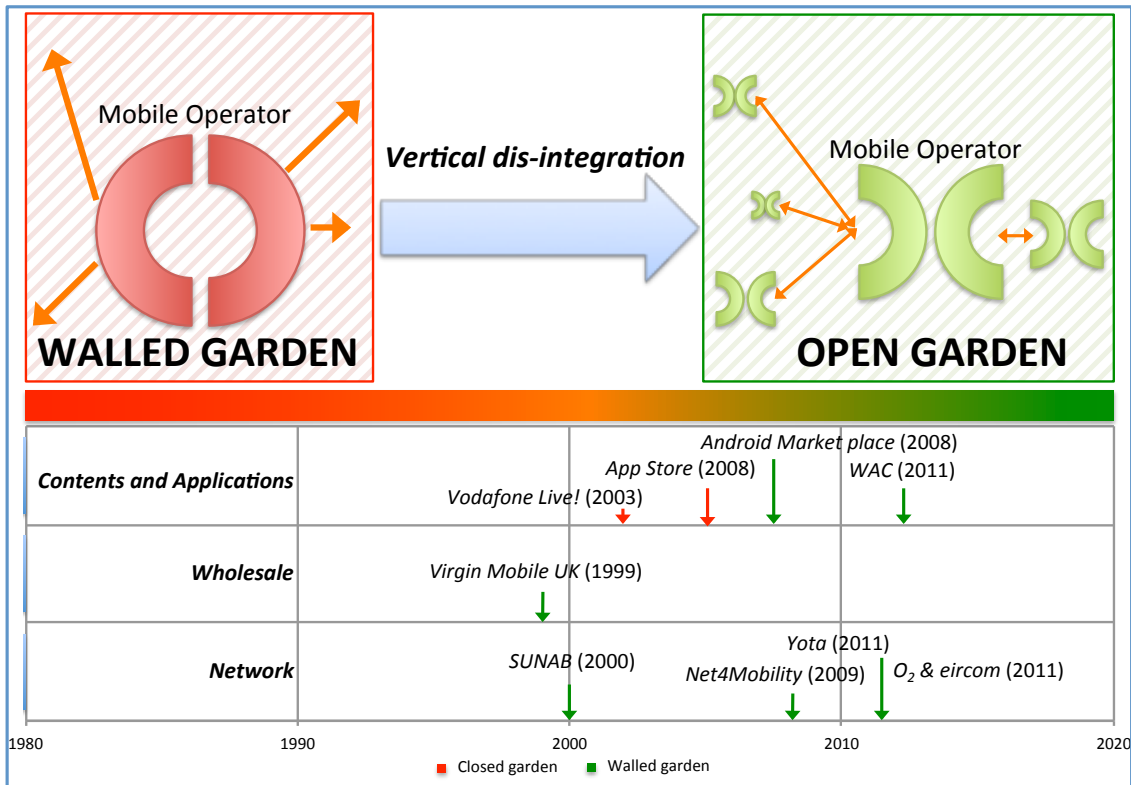 Mobile Operator
WALLED GARDEN
Vertical dis-integration
Mobile Operator
OPEN GARDEN
Contents and Applications
Android Market place (2008)
App Store (2008)
WAC (2011)
Vodafone Live! (2003)
Wholesale
Virgin Mobile UK (1999)
Network
Yota (2011)
SUNAB (2000)
Net4Mobility (2009)
O₂ & eircom (2011)
1980 1990 2000 2010 2020
Closed garden Walled garden